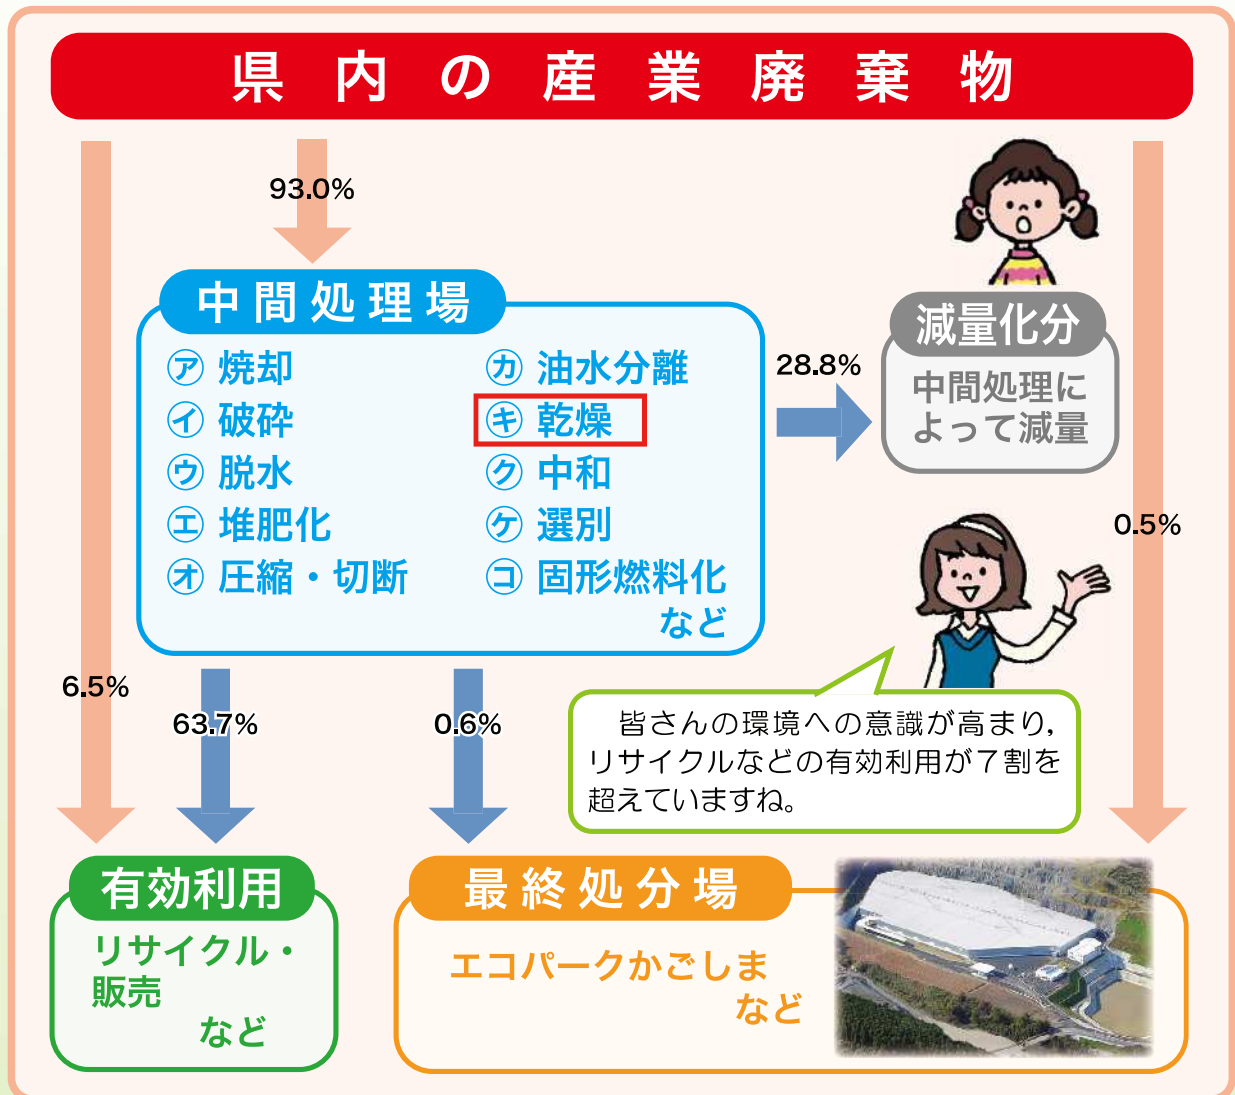 県内の産業廃棄物
93.0%
中間処理場
㋐ 焼却
㋑ 破砕
㋒ 脱水
㋓ 堆肥化
㋔ 圧縮・切断
㋕ 油水分離
㋖ 乾燥
㋗ 中和
㋘ 選別
㋙ 固形燃料化
など
28.8%
減量化分
中間処理に
よって減量
0.5%
6.5%
63.7%
0.6%
皆さんの環境への意識が高まり，
リサイクルなどの有効利用が７割を
超えていますね。
有効利用
リサイクル・
販売
など
最終処分場
エコパークかごしま
など